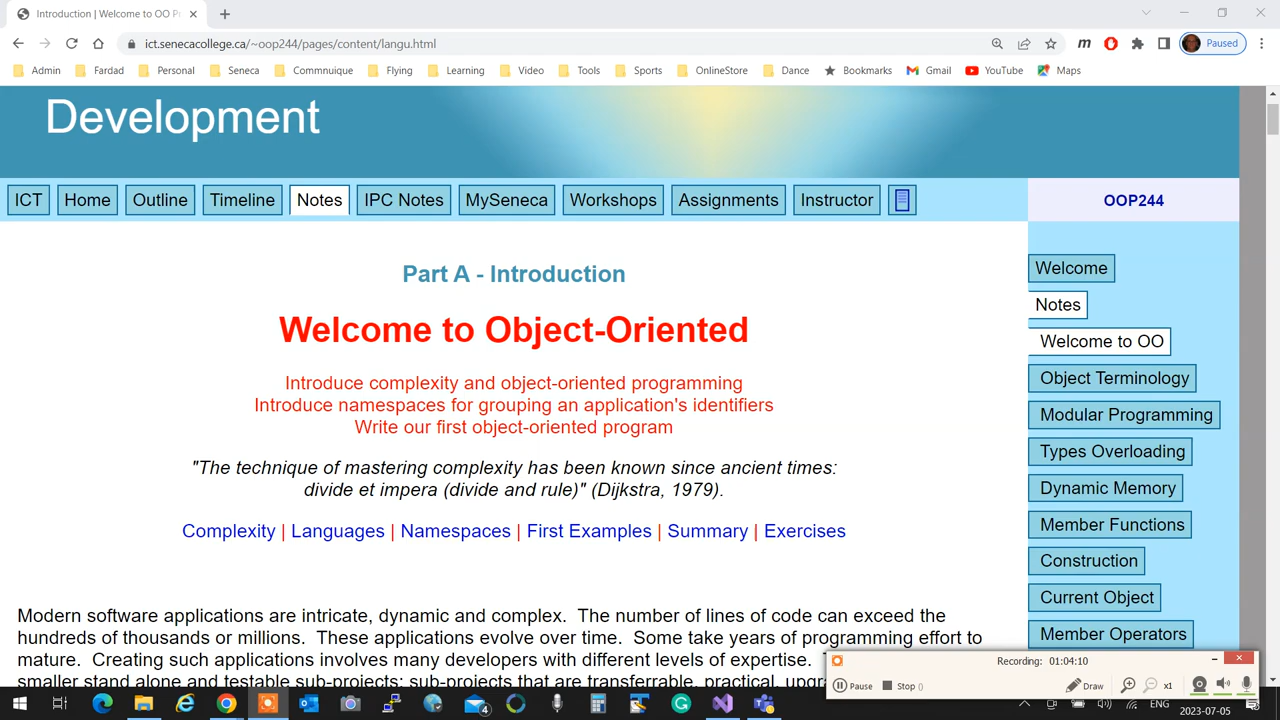 Introduction | Welcome to OO Pr
ict.senecacollege.ca/~oop244/pages/content/langu.html
Paused
Admin Fardad Personal Seneca Commnuique Flying Learning Video Tools Sports OnlineStore Dance Bookmarks Gmail YouTube Maps
Development
ICT Home Outline Timeline Notes IPC Notes MySeneca Workshops Assignments Instructor
OOP244
Welcome
Notes
Welcome to OO
Object Terminology
Modular Programming
Types Overloading
Dynamic Memory
Member Functions
Construction
Current Object
Member Operators
Part A - Introduction
Welcome to Object-Oriented
Introduce complexity and object-oriented programming
Introduce namespaces for grouping an application's identifiers
Write our first object-oriented program
"The technique of mastering complexity has been known since ancient times:
divide et impera (divide and rule)" (Dijkstra, 1979).
Complexity | Languages | Namespaces | First Examples | Summary | Exercises
Modern software applications are intricate, dynamic and complex. The number of lines of code can exceed the
hundreds of thousands or millions. These applications evolve over time. Some take years of programming effort to
mature. Creating such applications involves many developers with different levels of expertise.
smaller stand alone and testable sub-projects; sub-projects that are transferrable, practical,
Recording: 01:04:10
Pause Stop () Draw x1
4
ENG
2023-07-05